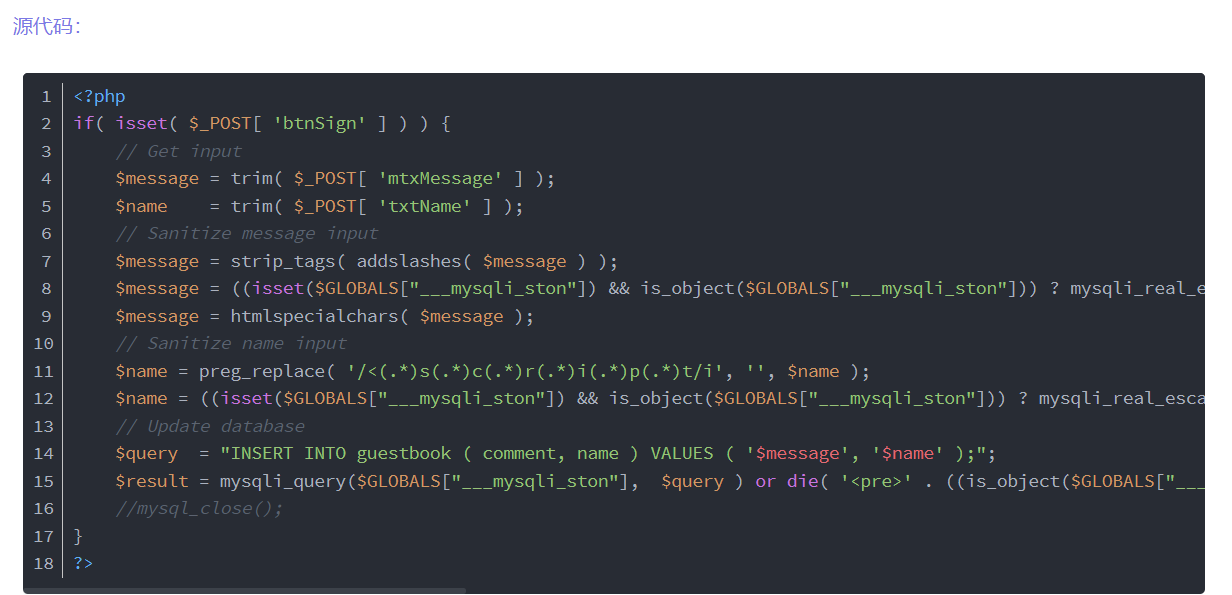 源代码：
1 <?php
2 if( isset( $_POST[ 'btnSign' ] ) ) {
3     // Get input
4     $message = trim( $_POST[ 'mtxMessage' ] );
5     $name    = trim( $_POST[ 'txtName' ] );
6     // Sanitize message input
7     $message = strip_tags( addslashes( $message ) );
8     $message = ((isset($GLOBALS["___mysqli_ston"]) && is_object($GLOBALS["___mysqli_ston"])) ? mysqli_real_e
9     $message = htmlspecialchars( $message );
10     // Sanitize name input
11     $name = preg_replace( '/<(.*)s(.*)c(.*)r(.*)i(.*)p(.*)t/i', '', $name );
12     $name = ((isset($GLOBALS["___mysqli_ston"]) && is_object($GLOBALS["___mysqli_ston"])) ? mysqli_real_esca
13     // Update database
14     $query  = "INSERT INTO guestbook ( comment, name ) VALUES ( '$message', '$name' );";
15     $result = mysqli_query($GLOBALS["___mysqli_ston"],  $query ) or die( '<pre>' . ((is_object($GLOBALS["___
16     //mysql_close();
17 }
18 ?>